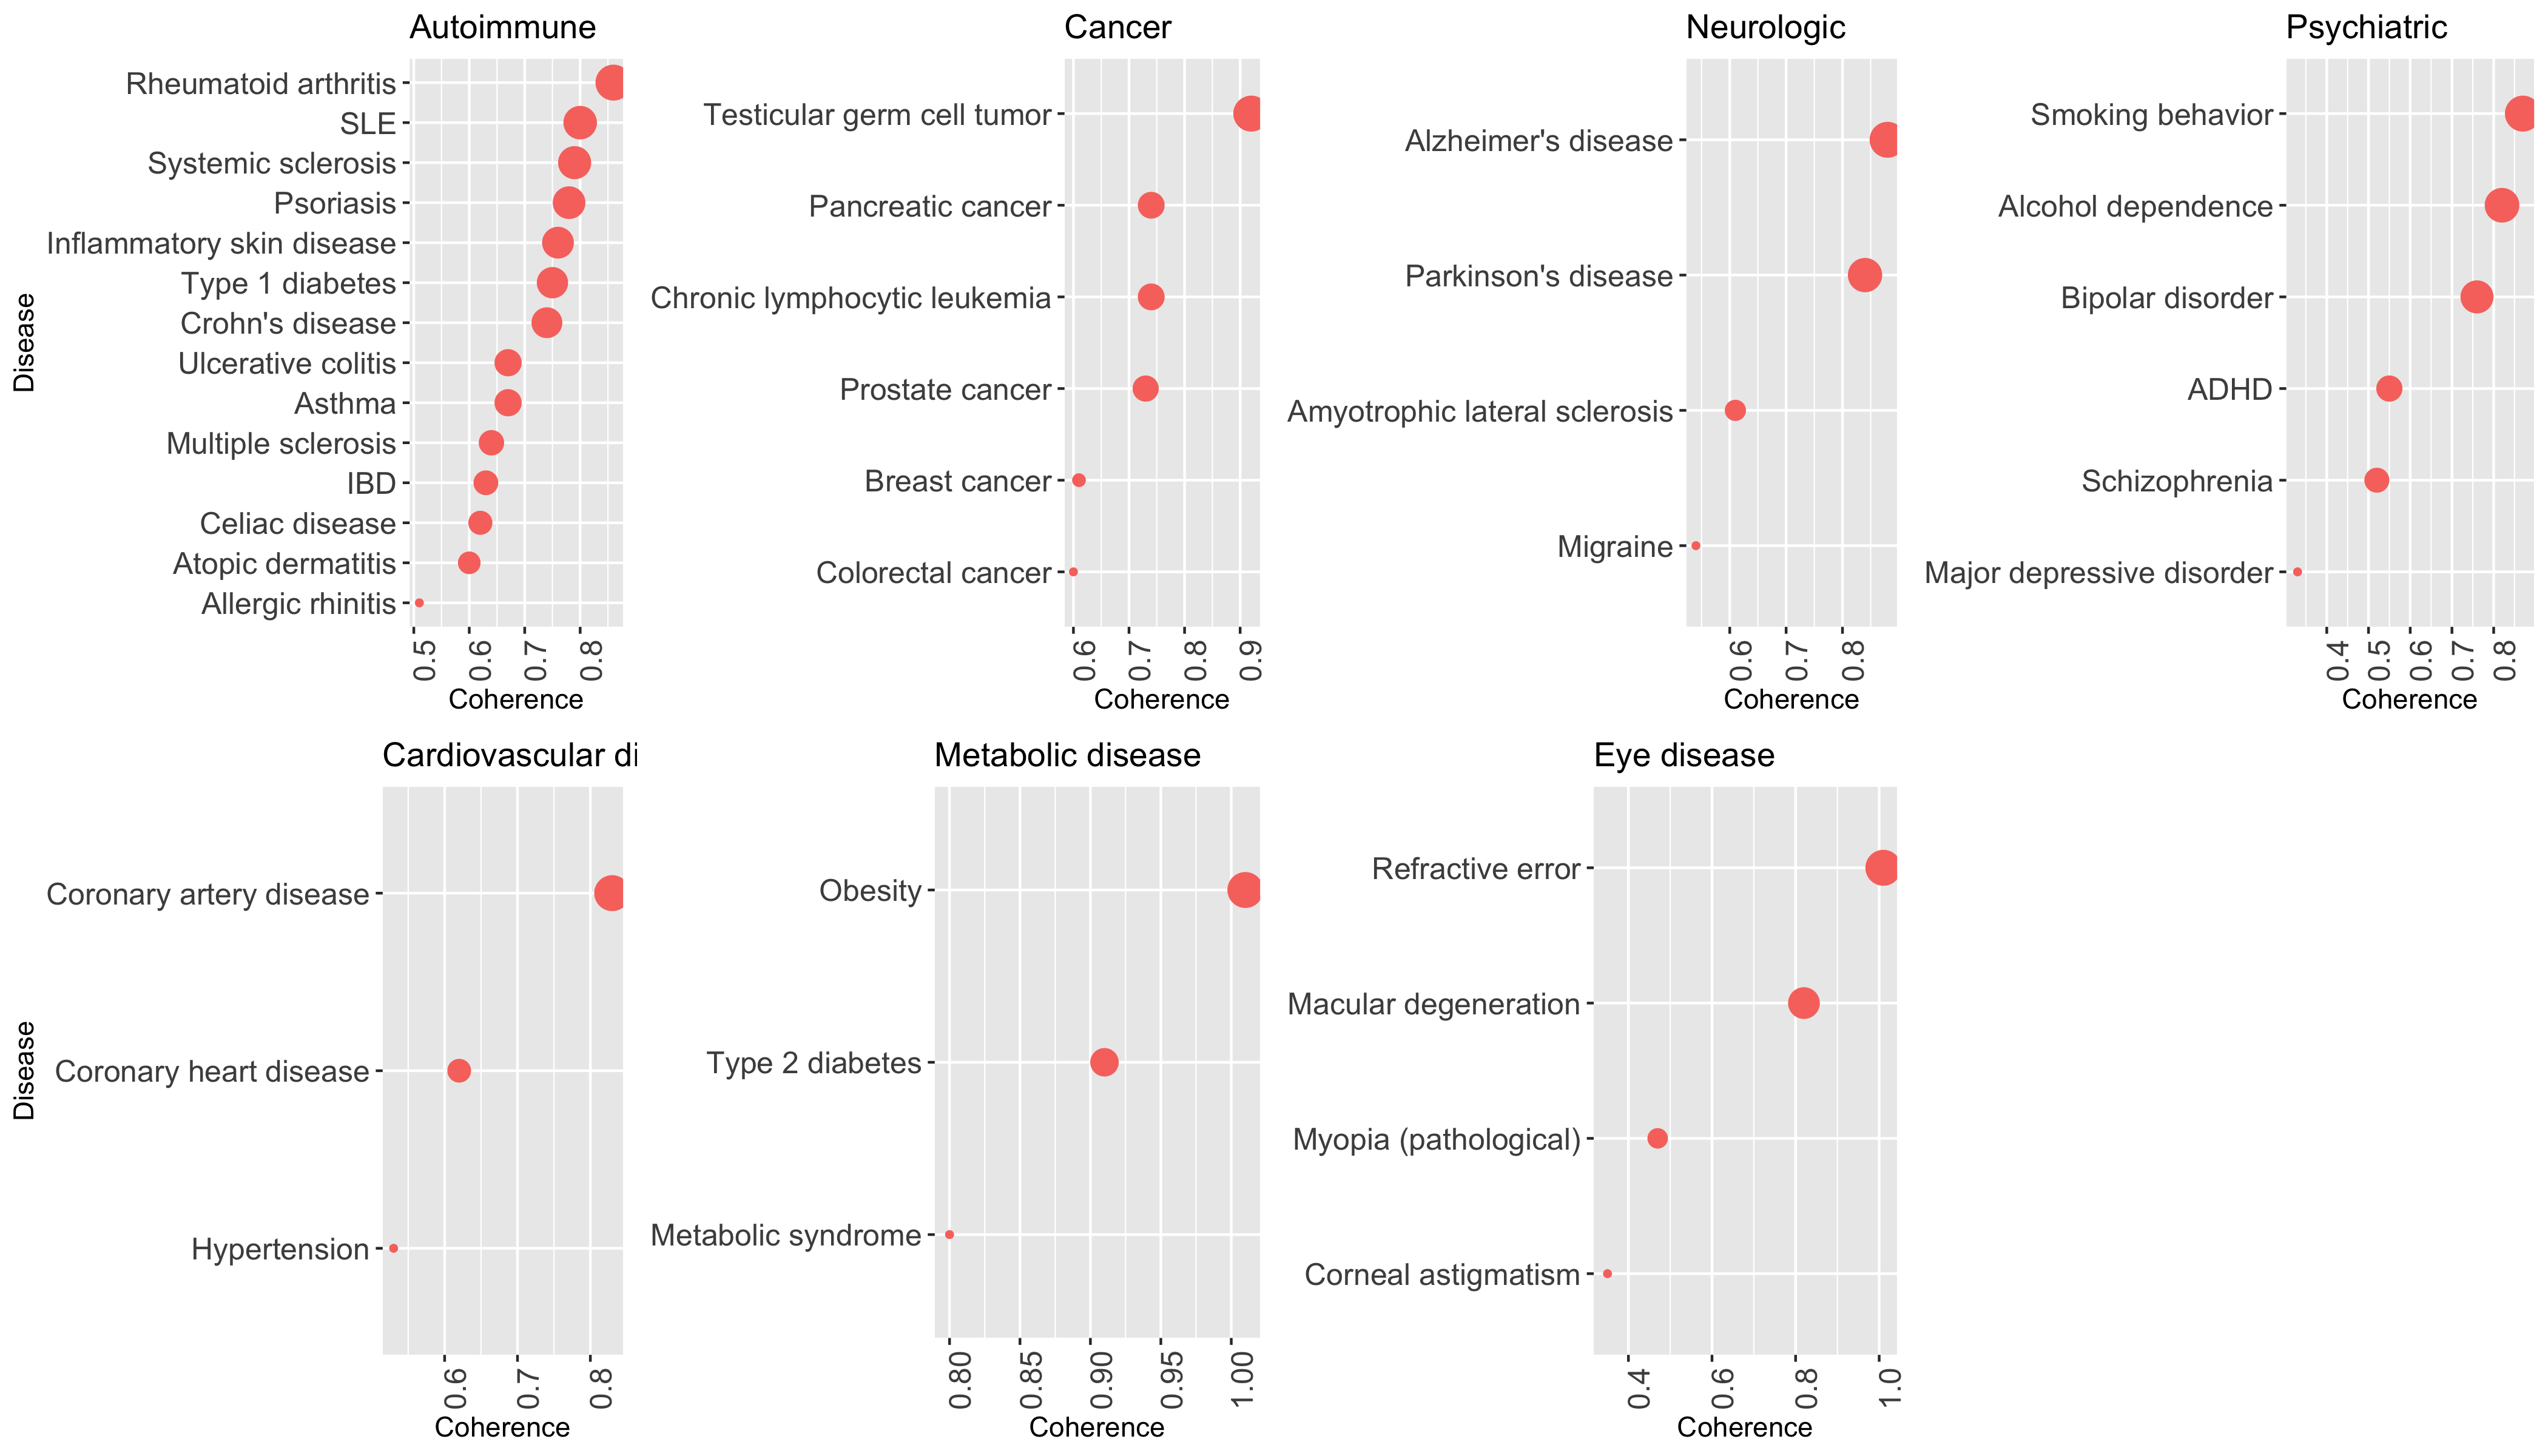 Autoimmune
Rheumatoid arthritis
SLE
Systemic sclerosis
Psoriasis
Inflammatory skin disease
Type 1 diabetes
Crohn's disease
Ulcerative colitis
Asthma
Multiple sclerosis
IBD
Celiac disease
Atopic dermatitis
Allergic rhinitis
Disease
0.5 0.6 0.7 0.8
Coherence
Cancer
Testicular germ cell tumor
Pancreatic cancer
Chronic lymphocytic leukemia
Prostate cancer
Breast cancer
Colorectal cancer
0.6 0.7 0.8 0.9
Coherence
Neurologic
Alzheimer's disease
Parkinson's disease
Amyotrophic lateral sclerosis
Migraine
0.6 0.7 0.8
Coherence
Psychiatric
Smoking behavior
Alcohol dependence
Bipolar disorder
ADHD
Schizophrenia
Major depressive disorder
0.4 0.5 0.6 0.7 0.8
Coherence
Cardiovascular di
Coronary artery disease
Coronary heart disease
Hypertension
Disease
0.6 0.7 0.8
Coherence
Metabolic disease
Obesity
Type 2 diabetes
Metabolic syndrome
0.80 0.85 0.90 0.95 1.00
Coherence
Eye disease
Refractive error
Macular degeneration
Myopia (pathological)
Corneal astigmatism
0.4 0.6 0.8 1.0
Coherence